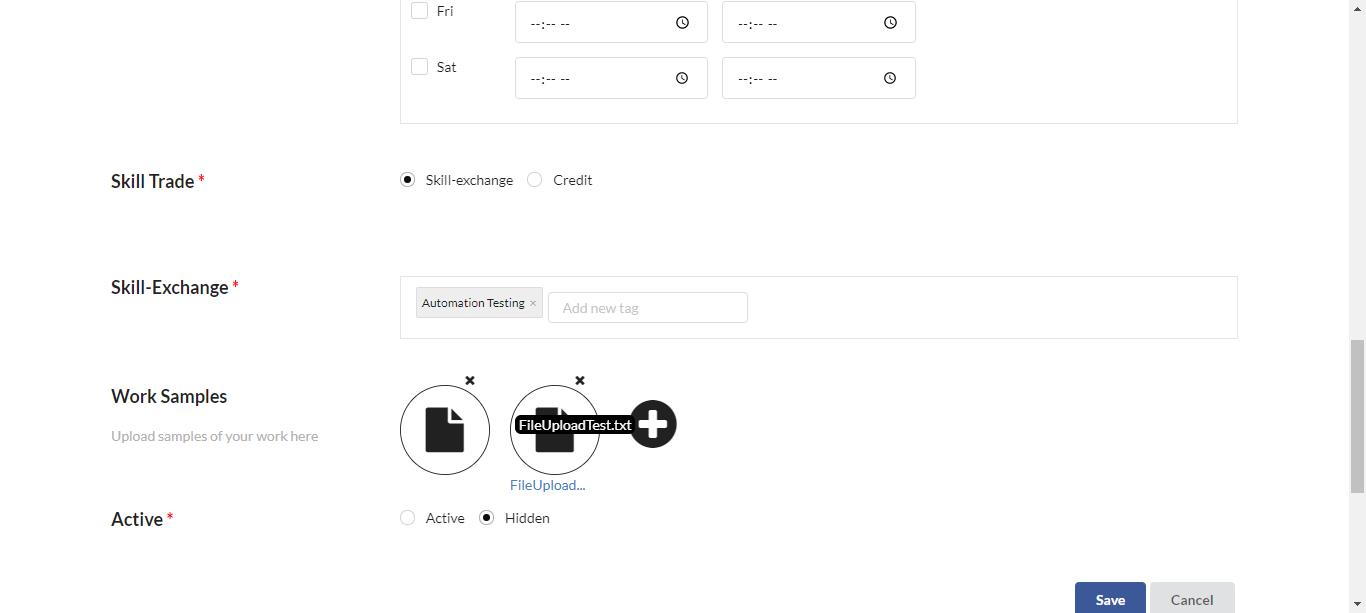 Fri --:-- -- --:-- --
Sat --:-- -- --:-- --
Skill Trade * Skill-exchange Credit
Skill-Exchange * Automation Testing × Add new tag
Work Samples
FileUploadTest.txt
Upload samples of your work here
FileUpload...
Active * Active Hidden
Save Cancel